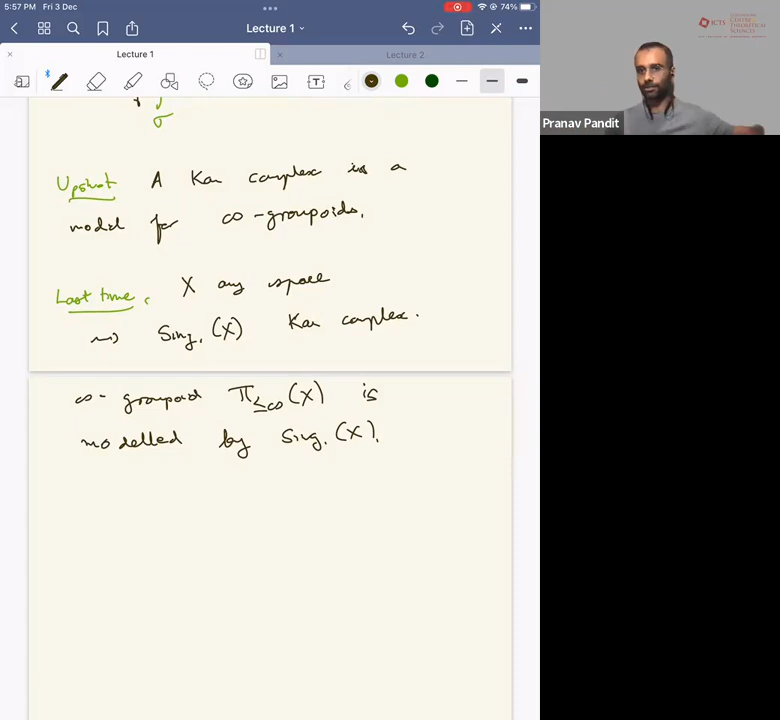 5:57 PM Fri 3 Dec
74%
Lecture 1
Lecture 1
Lecture 2
T
ICTS
Pranav Pandit
σ
Upshot A Kan complex is a
model for ∞-groupoids.
Last time: X any space
⇝ Sing.(X) Kan complex.
∞-groupoid π≤∞(X) is
modelled by Sing.(X).